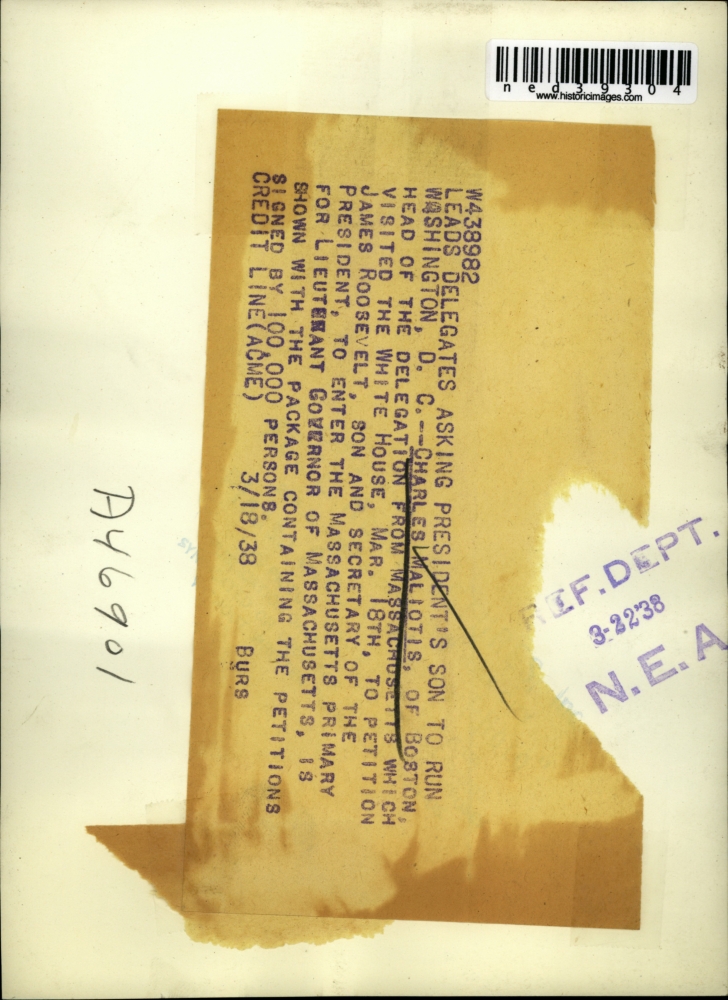 ned39304
www.historicimages.com
W438982
LEADS DELEGATES ASKING PRESIDENT'S SON TO RUN
WASHINGTON, D. C.--CHARLES MALIOTIS, OF BOSTON,
HEAD OF THE DELEGATION FROM MASSACHUSETTS WHICH
VISITED THE WHITE HOUSE, MAR. 18TH, TO PETITION
JAMES ROOSEVELT, SON AND SECRETARY OF THE
PRESIDENT, TO ENTER THE MASSACHUSETTS PRIMARY
FOR LIEUTENANT GOVERNOR OF MASSACHUSETTS, IS
SHOWN WITH THE PACKAGE CONTAINING THE PETITIONS
SIGNED BY 100,000 PERSONS.
CREDIT LINE(ACME) 3/18/38 BURS
REF. DEPT.
3-22'38
N.E.A
A46901